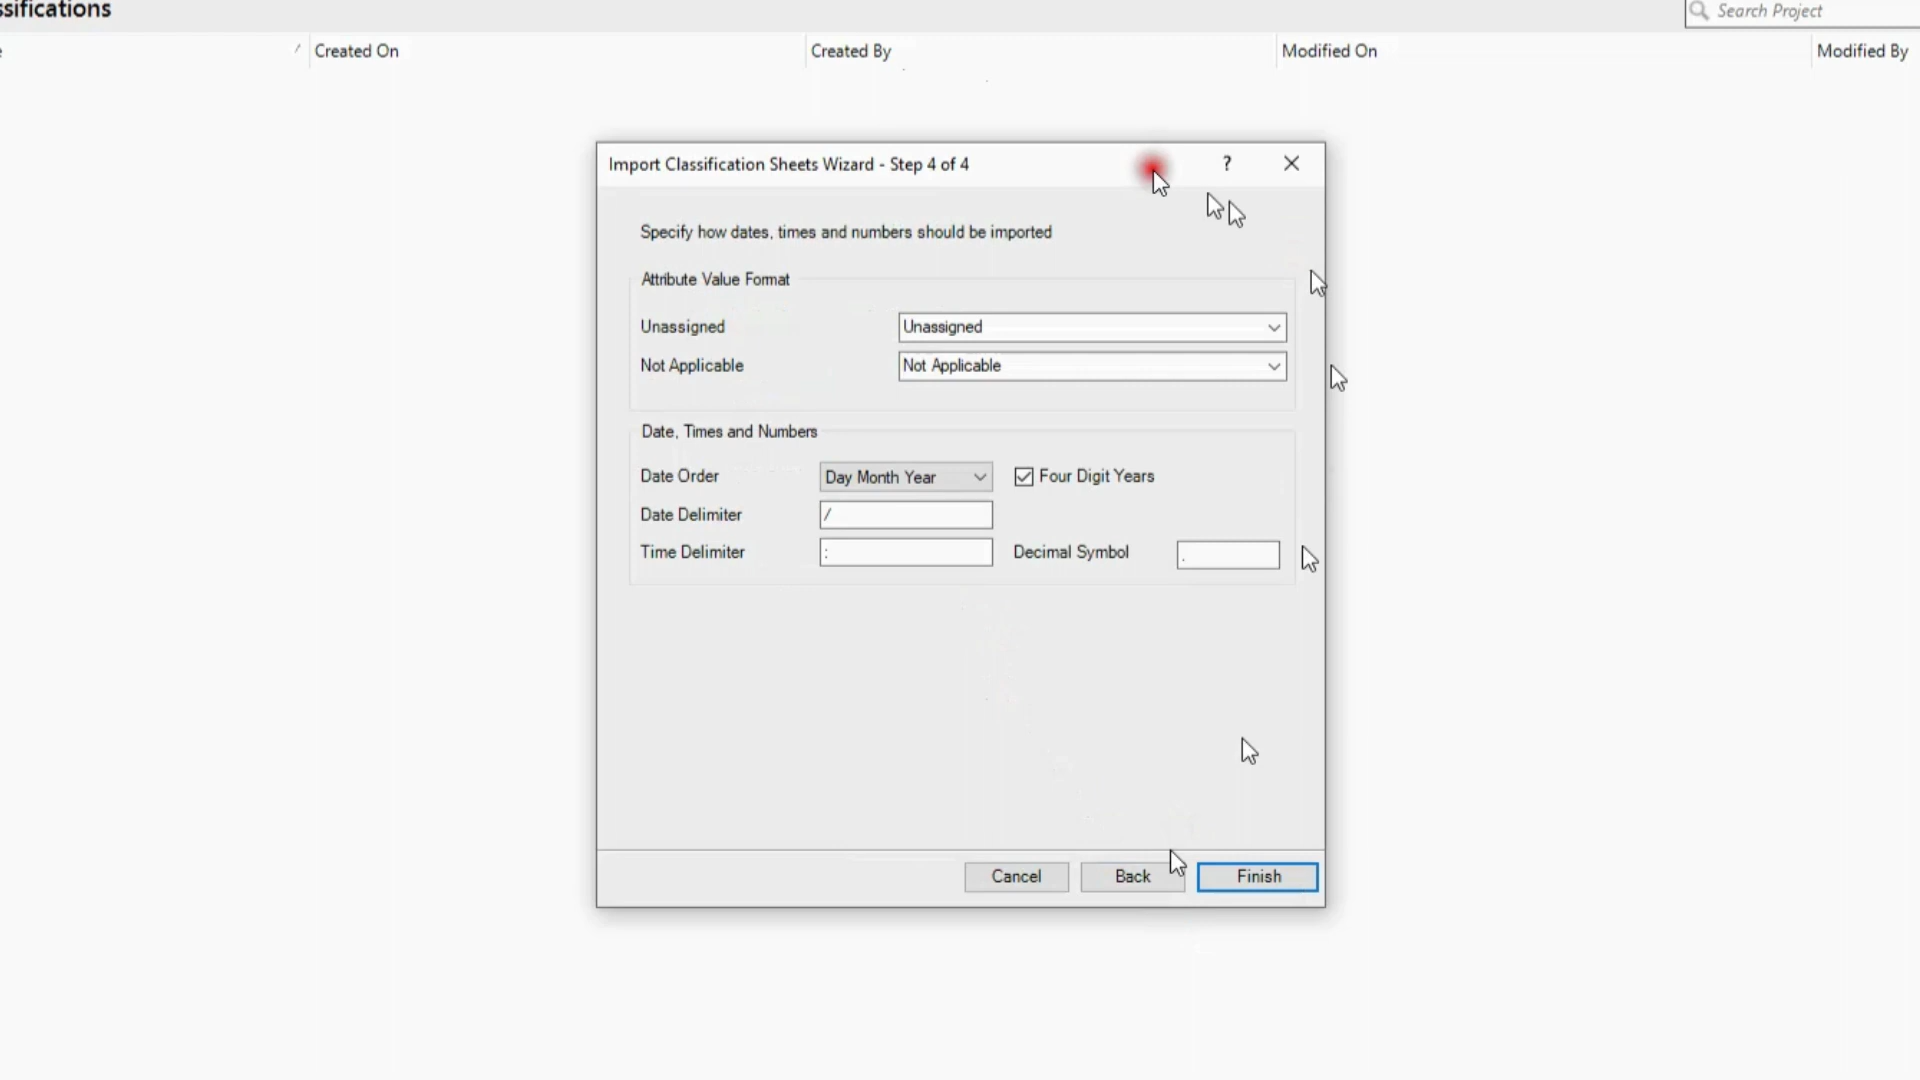 ssifications
Search Project
Created On
Created By
Modified On
Modified By
Import Classification Sheets Wizard - Step 4 of 4
?
Specify how dates, times and numbers should be imported
Attribute Value Format
Unassigned
Unassigned
Not Applicable
Not Applicable
Date, Times and Numbers
Date Order
Day Month Year
Four Digit Years
Date Delimiter
/
Time Delimiter
:
Decimal Symbol
.
Cancel
Back
Finish